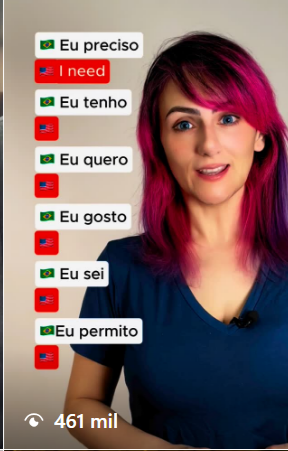 Eu preciso
I need
Eu tenho
Eu quero
Eu gosto
Eu sei
Eu permito
461 mil